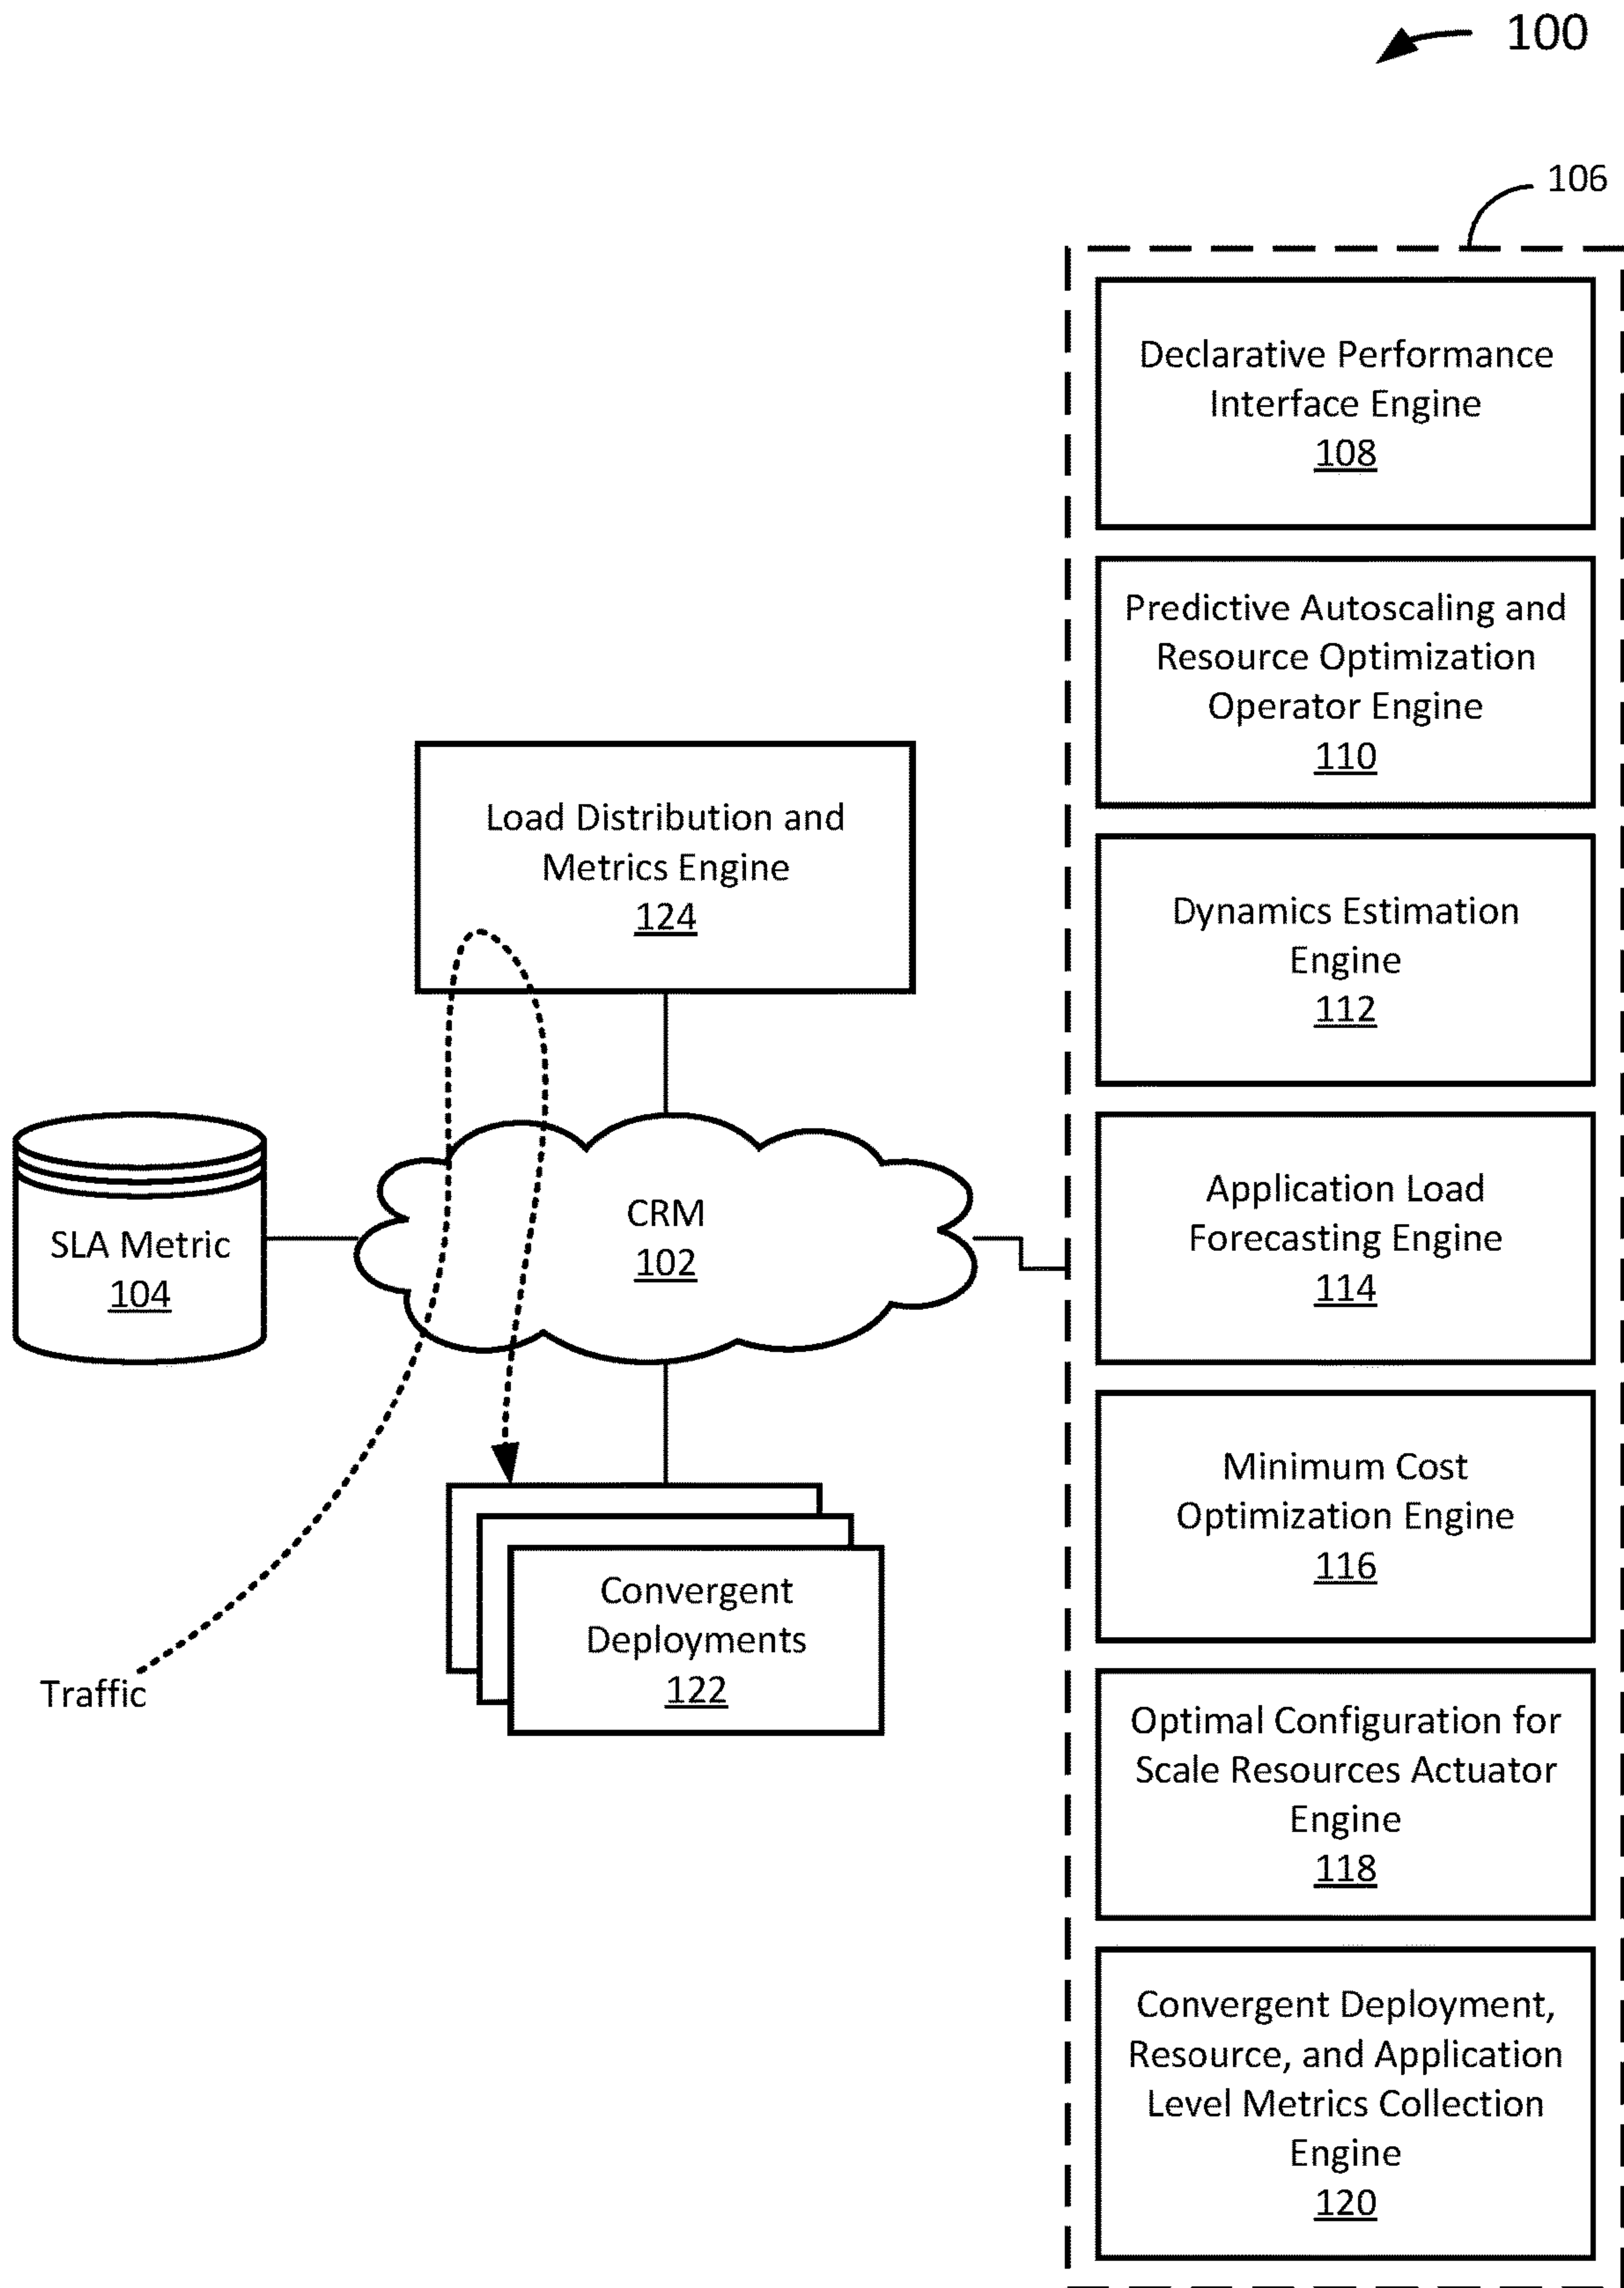 100
106
Declarative Performance
Interface Engine
108
Predictive Autoscaling and
Resource Optimization
Operator Engine
110
Load Distribution and
Metrics Engine
124
Dynamics Estimation
Engine
112
SLA Metric
104
CRM
102
Application Load
Forecasting Engine
114
Minimum Cost
Optimization Engine
116
Convergent
Deployments
122
Traffic
Optimal Configuration for
Scale Resources Actuator
Engine
118
Convergent Deployment,
Resource, and Application
Level Metrics Collection
Engine
120